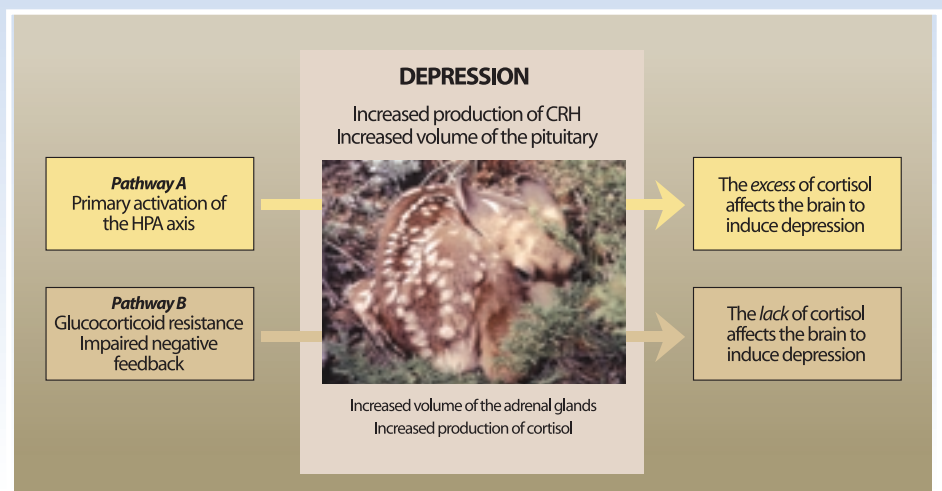 DEPRESSION
Increased production of CRH
Increased volume of the pituitary
Pathway A
Primary activation of
the HPA axis
The excess of cortisol
affects the brain to
induce depression
Pathway B
Glucocorticoid resistance
Impaired negative
feedback
The lack of cortisol
affects the brain to
induce depression
Increased volume of the adrenal glands
Increased production of cortisol